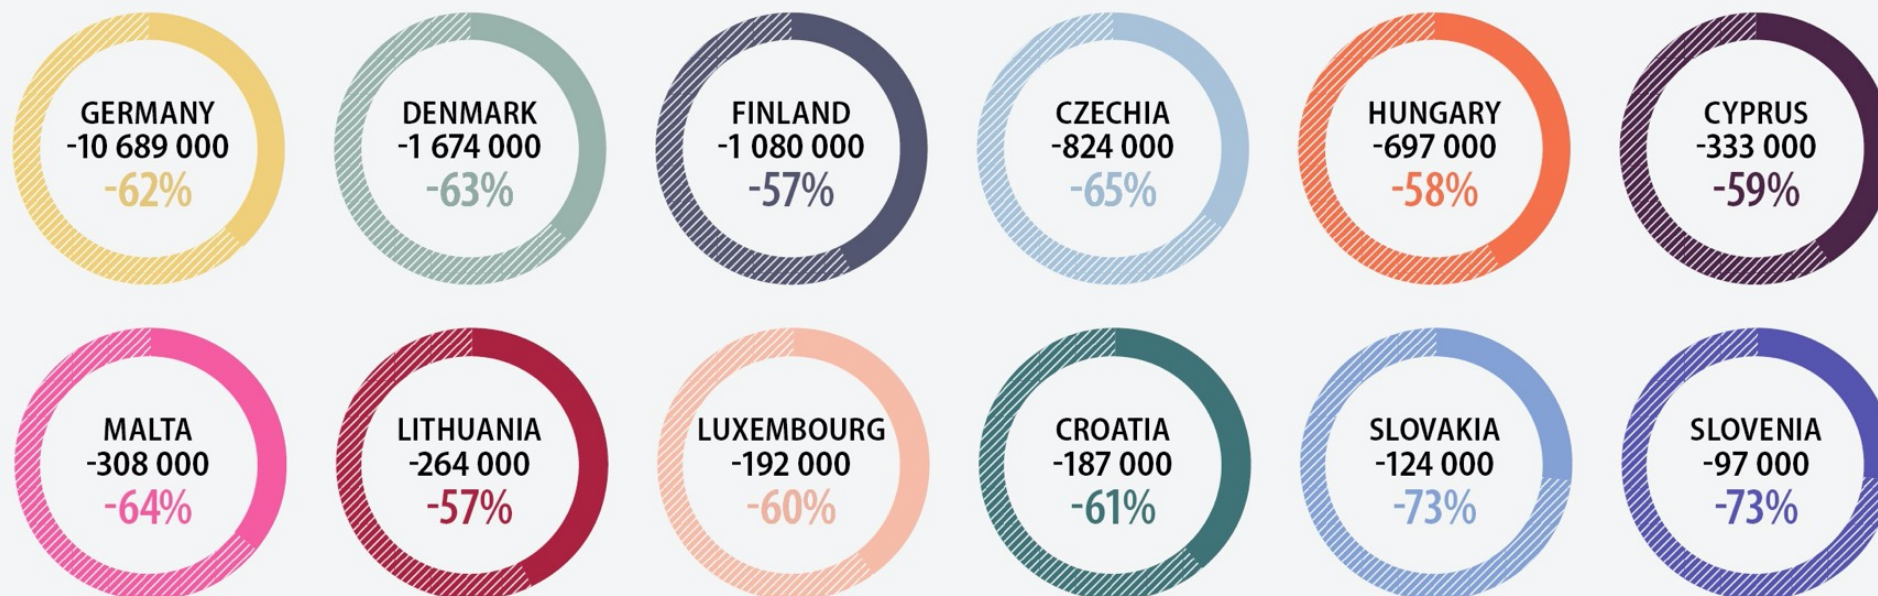 GERMANY
-10 689 000
-62%
DENMARK
-1 674 000
-63%
FINLAND
-1 080 000
-57%
CZECHIA
-824 000
-65%
HUNGARY
-697 000
-58%
CYPRUS
-333 000
-59%
MALTA
-308 000
-64%
LITHUANIA
-264 000
-57%
LUXEMBOURG
-192 000
-60%
CROATIA
-187 000
-61%
SLOVAKIA
-124 000
-73%
SLOVENIA
-97 000
-73%